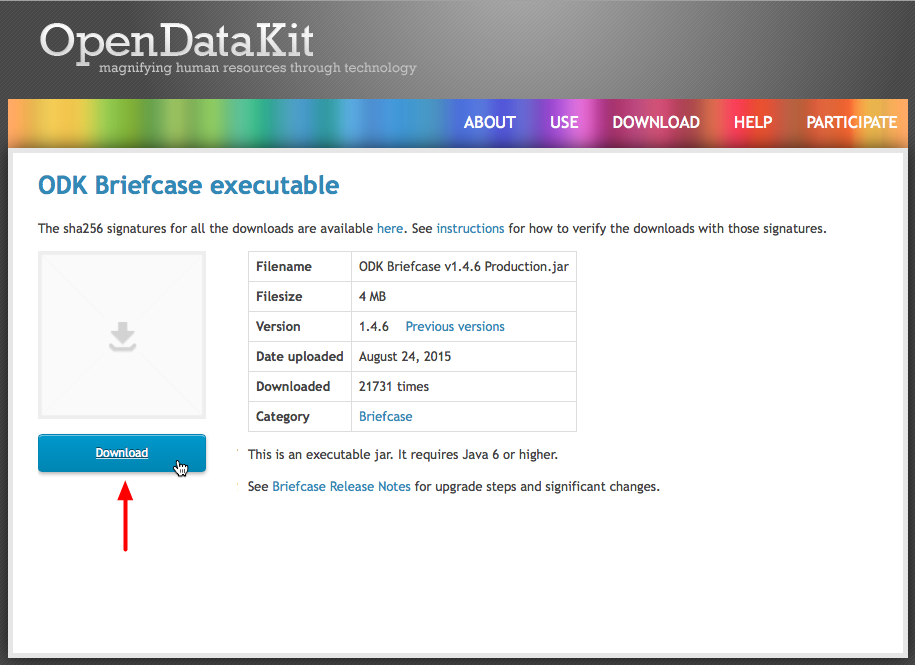 OpenDataKit
magnifying human resources through technology
ABOUT USE DOWNLOAD HELP PARTICIPATE
ODK Briefcase executable
The sha256 signatures for all the downloads are available here. See instructions for how to verify the downloads with those signatures.
Filename ODK Briefcase v1.4.6 Production.jar
Filesize 4 MB
Version 1.4.6 Previous versions
Date uploaded August 24, 2015
Downloaded 21731 times
Category Briefcase
Download
This is an executable jar. It requires Java 6 or higher.
See Briefcase Release Notes for upgrade steps and significant changes.